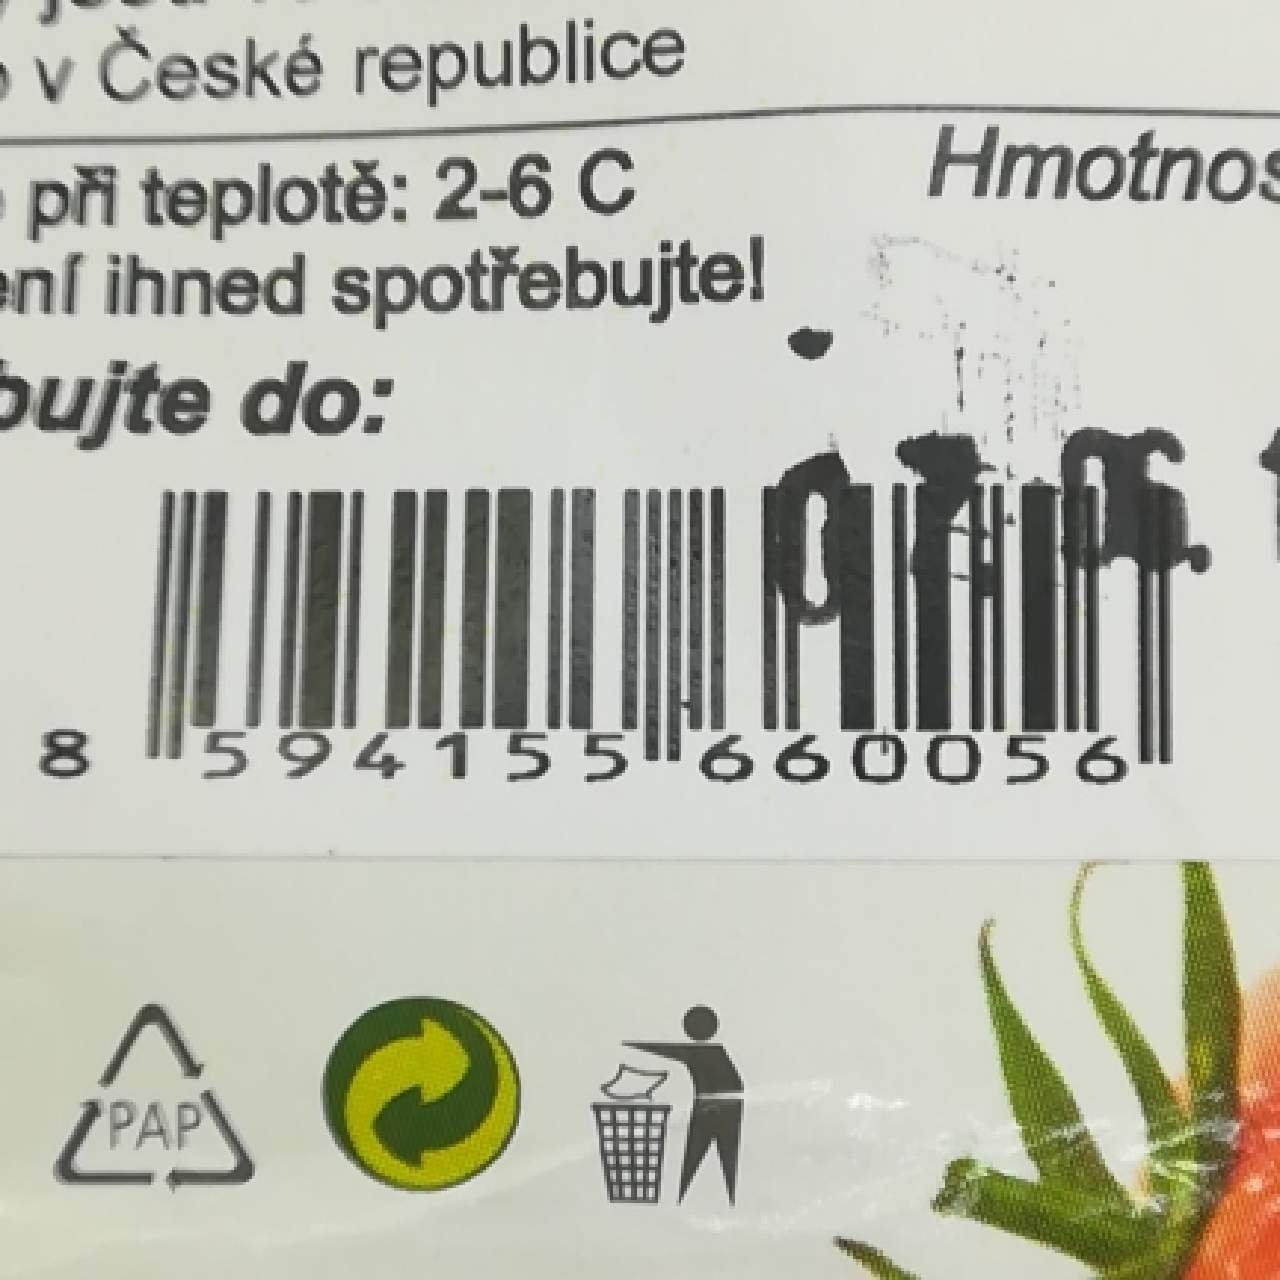 v České republice
při teplotě: 2-6 C
Hmotnos
ení ihned spotřebujte!
bujte do:
8 594155 660056
PAP